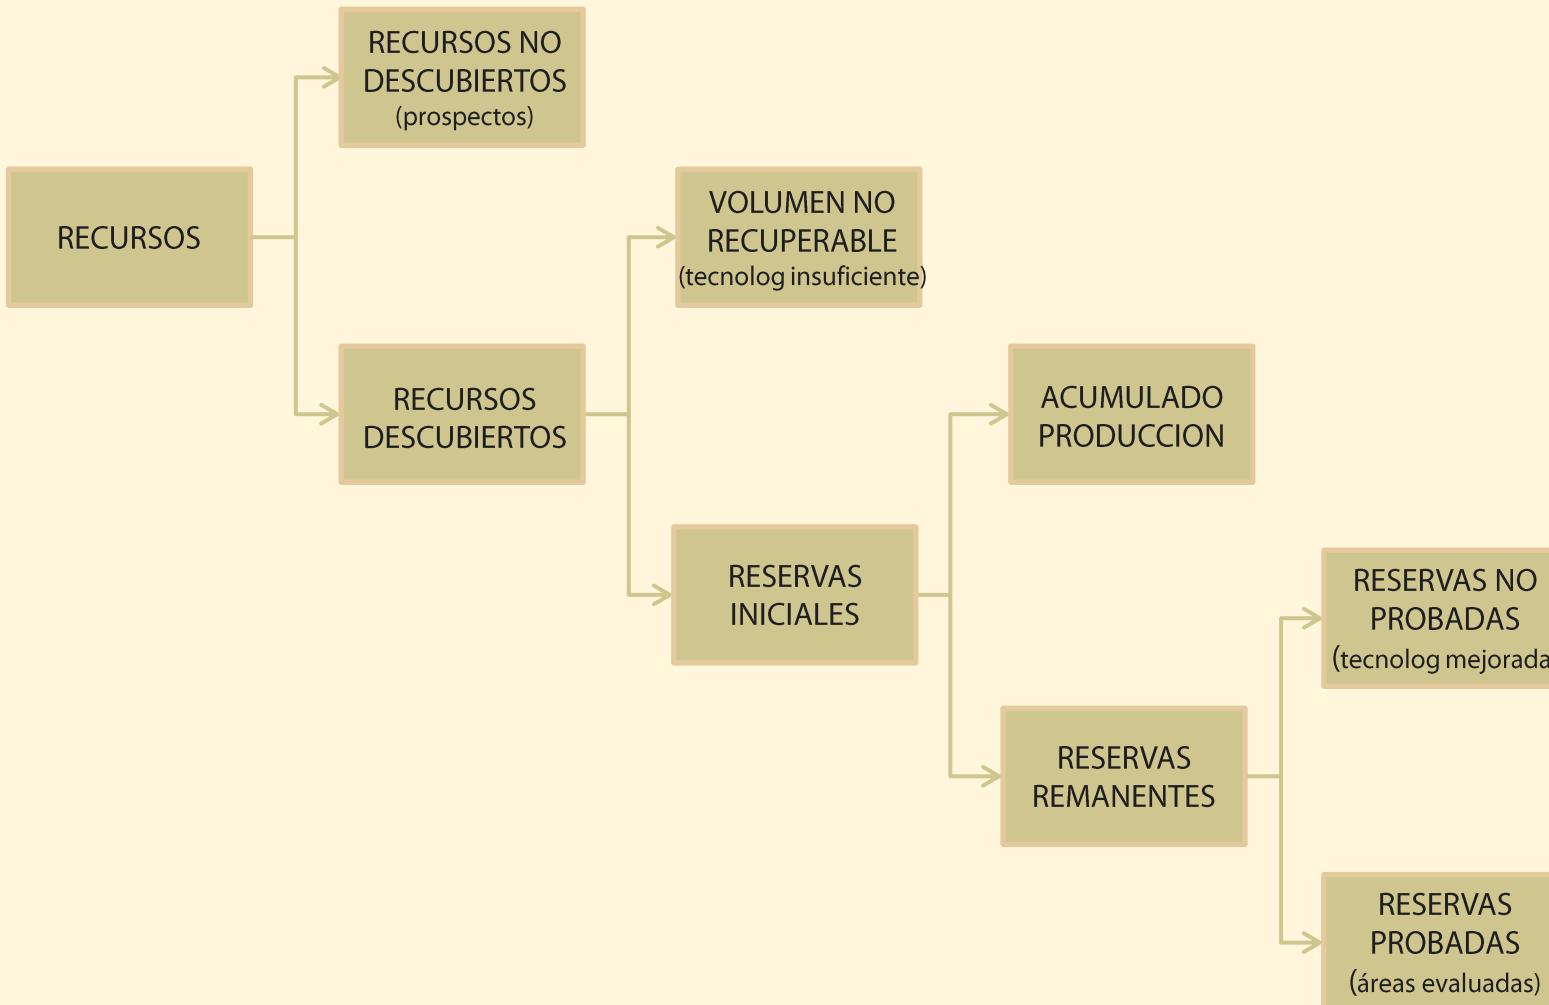 RECURSOS NO
DESCUBIERTOS
(prospectos)
RECURSOS
VOLUMEN NO
RECUPERABLE
(tecnolog insuficiente)
RECURSOS
DESCUBIERTOS
ACUMULADO
PRODUCCION
RESERVAS
INICIALES
RESERVAS NO
PROBADAS
(tecnolog mejorada
RESERVAS
REMANENTES
RESERVAS
PROBADAS
(áreas evaluadas)